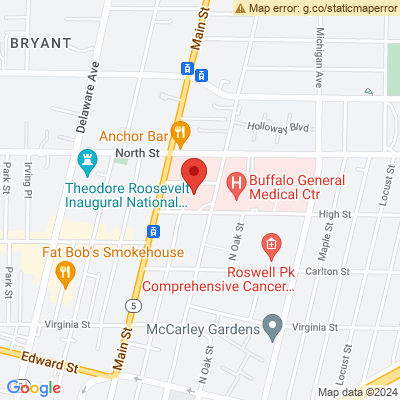 Map error: g.co/staticmaperror
BRYANT
Main St
Delaware Ave
Michigan Ave
Holloway Blvd
Anchor Bar
North St
Park St
Irving Pl
Theodore Roosevelt
Inaugural National…
Buffalo General
Medical Ctr
Locust St
High St
Maple St
N Oak St
Fat Bob's Smokehouse
Roswell Pk
Comprehensive Cancer…
Carlton St
Park St
5
Virginia St
McCarley Gardens
Virginia St
Main St
Edward St
N Oak St
Locust St
Google
Map data ©2024